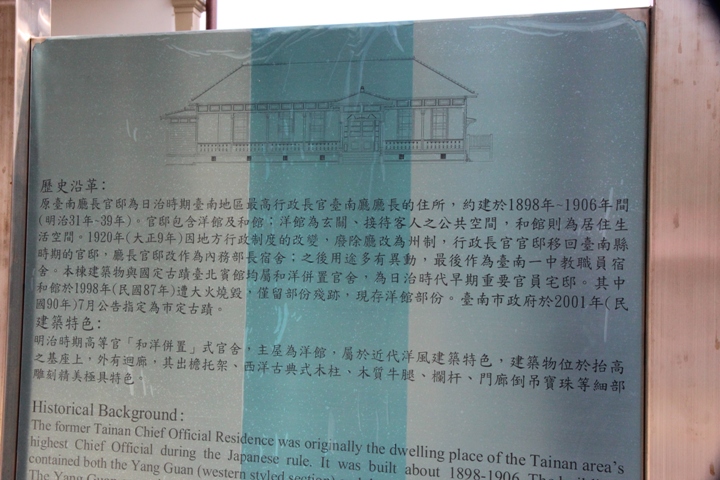 歷史沿革：
原臺南廳長官邸為日治時期臺南地區最高行政長官臺南廳廳長的住所，約建於1898年~1906年間
(明治31年~39年)。官邸包含洋館及和館；洋館為玄關、接待客人之公共空間，和館則為居住生
活空間。1920年(大正9年)因地方行政制度的改變，廢除廳改為州制，行政長官官邸移回臺南縣
時期的官邸，廳長官邸改作為內務部長宿舍；之後用途多有異動，最後作為臺南一中教職員宿
舍。本棟建築物與國定古蹟臺北賓館均屬和洋併置官舍，為日治時代早期重要官員宅邸。其中
和館於1998年(民國87年)遭大火燒毀，僅留部份殘跡，現存洋館部份。臺南市政府於2001年(民
國90年)7月公告指定為市定古蹟。
建築特色：
明治時期高等官「和洋併置」式官舍，主屋為洋館，屬於近代洋風建築特色，建築物位於抬高
之基座上，外有迴廊，其出擔托架、西洋古典式木柱，木質牛腿、欄杆、門廊倒吊寶珠等細部
雕刻精美極具特色。
Historical Background：
The former Tainan Chief Official Residence was originally the dwelling place of the Tainan area's
highest Chief Official during the Japanese rule. It was built about 1898-1906. The
contained both the Yang Guan (western styled section)
The Yang Guan